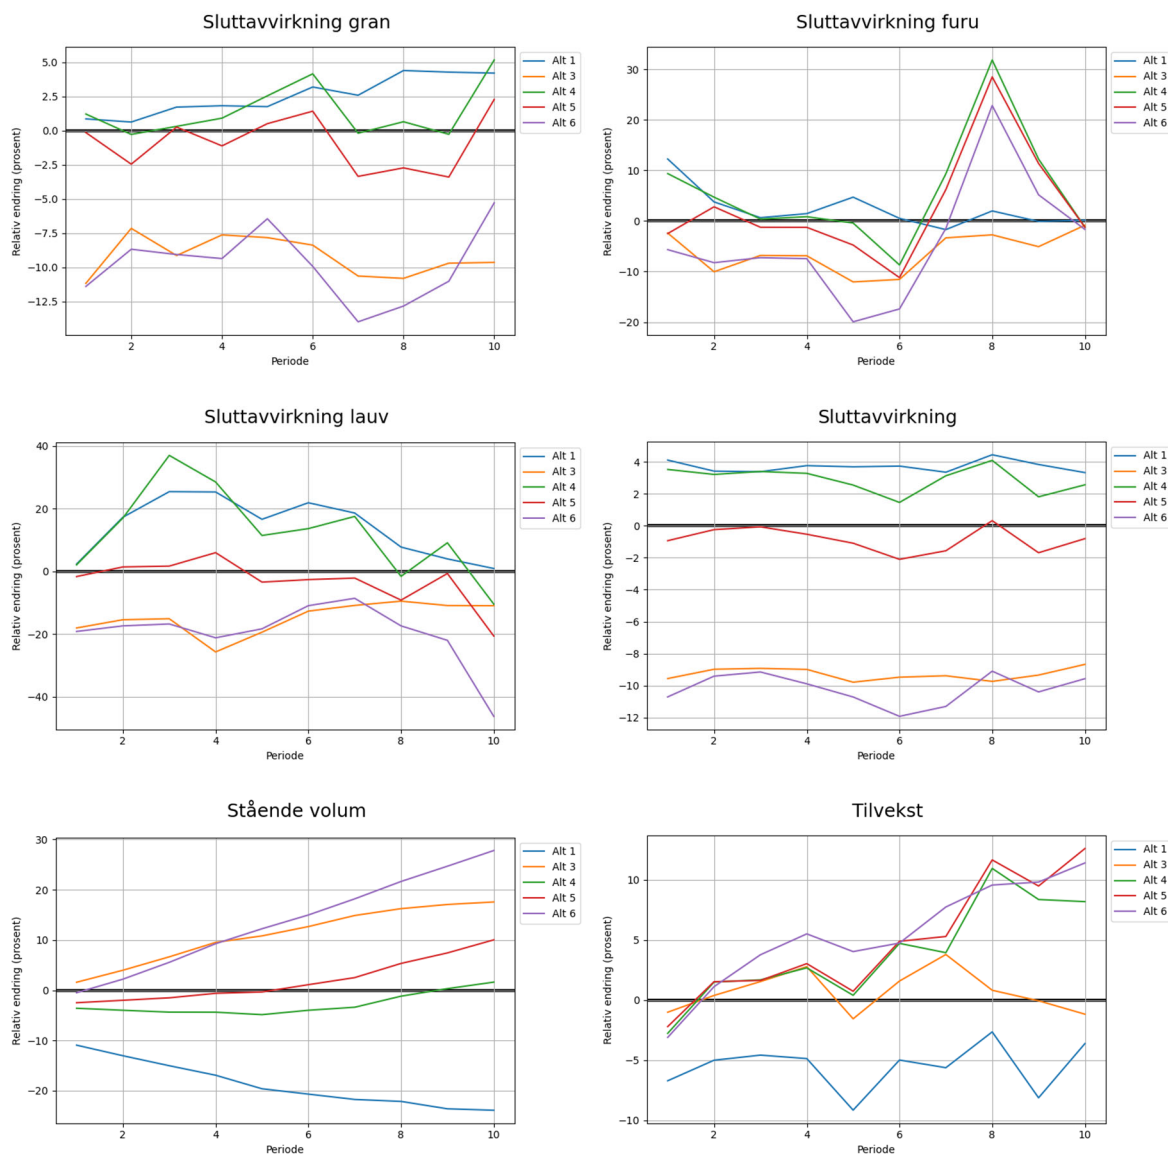 Sluttavvirkning gran
Relativ endring (prosent)
5.0
2.5
0.0
−2.5
−5.0
−7.5
−10.0
−12.5
2
4
6
8
10
Periode
Alt 1
Alt 3
Alt 4
Alt 5
Alt 6
Sluttavvirkning furu
Relativ endring (prosent)
30
20
10
0
−10
−20
2
4
6
8
10
Periode
Alt 1
Alt 3
Alt 4
Alt 5
Alt 6
Sluttavvirkning lauv
Relativ endring (prosent)
40
20
0
−20
−40
2
4
6
8
10
Periode
Alt 1
Alt 3
Alt 4
Alt 5
Alt 6
Sluttavvirkning
Relativ endring (prosent)
4
2
0
−2
−4
−6
−8
−10
−12
2
4
6
8
10
Periode
Alt 1
Alt 3
Alt 4
Alt 5
Alt 6
Stående volum
Relativ endring (prosent)
30
20
10
0
−10
−20
2
4
6
8
10
Periode
Alt 1
Alt 3
Alt 4
Alt 5
Alt 6
Tilvekst
Relativ endring (prosent)
10
5
0
−5
−10
2
4
6
8
10
Periode
Alt 1
Alt 3
Alt 4
Alt 5
Alt 6